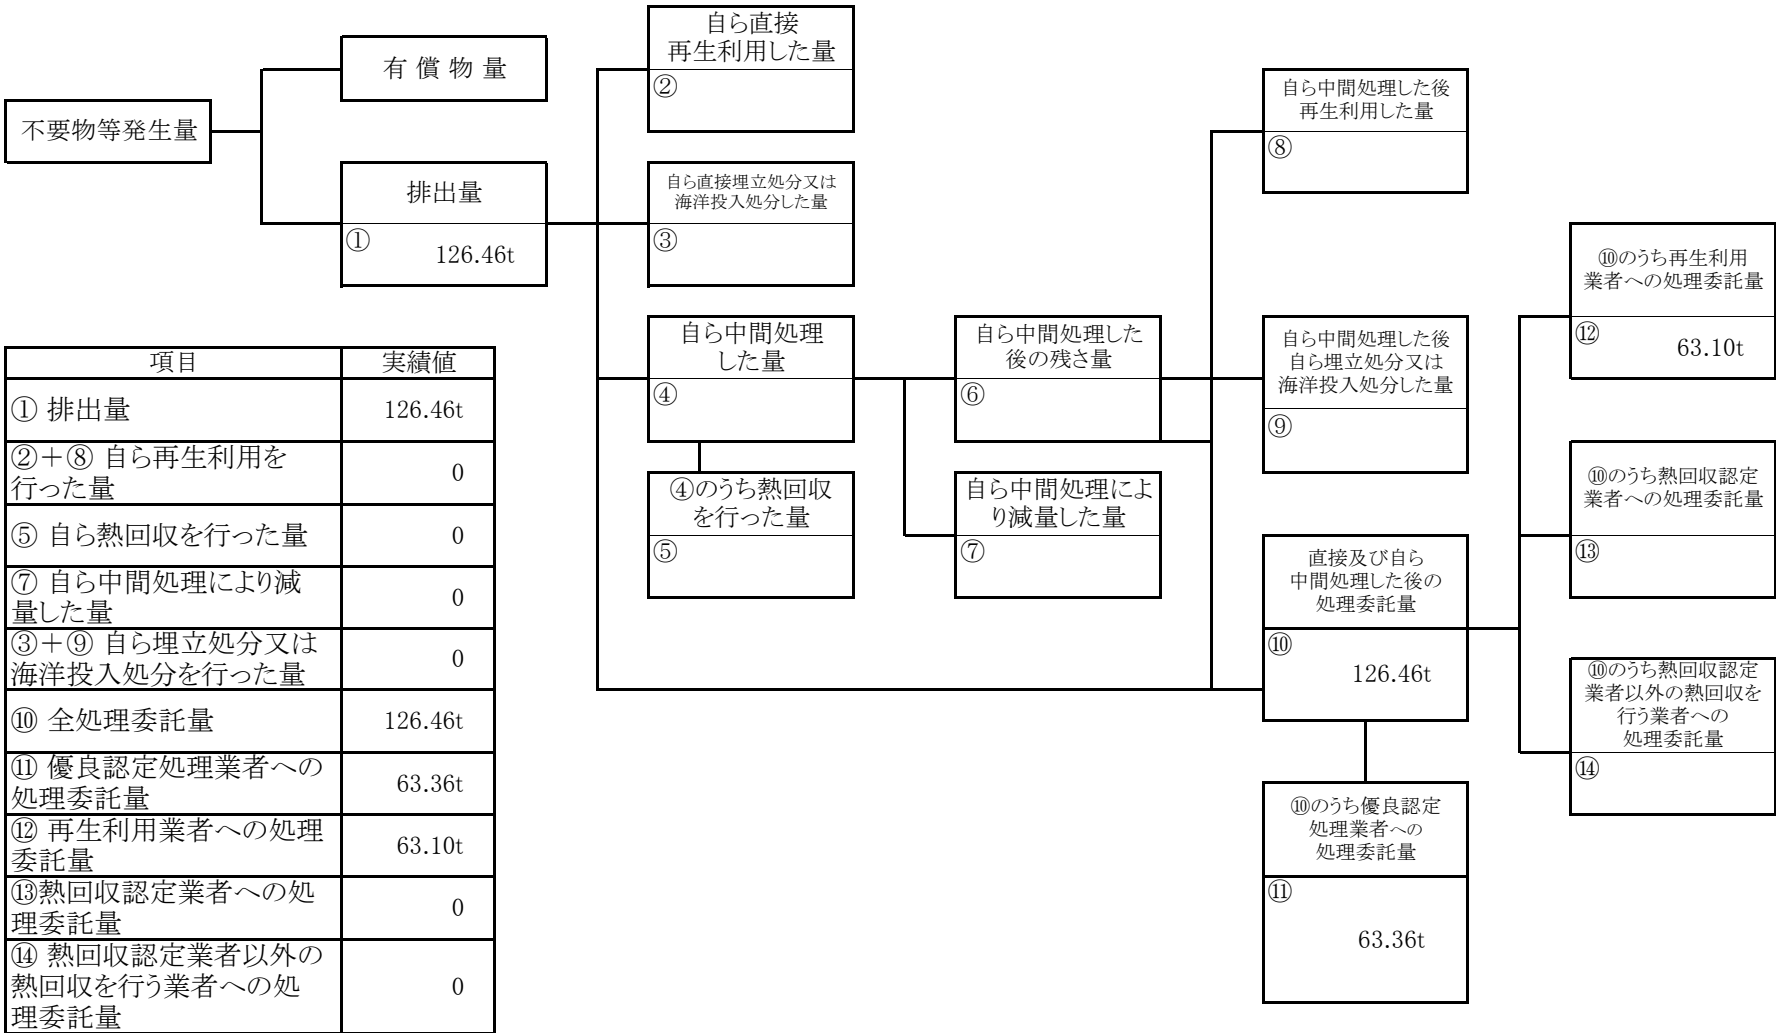 不要物等発生量
有 償 物 量
排出量
①
126.46t
自ら直接
再生利用した量
②
自ら直接埋立処分又は
海洋投入処分した量
③
自ら中間処理
した量
④
④のうち熱回収
を行った量
⑤
自ら中間処理した
後の残さ量
⑥
自ら中間処理によ
り減量した量
⑦
自ら中間処理した後
再生利用した量
⑧
自ら中間処理した後
自ら埋立処分又は
海洋投入処分した量
⑨
直接及び自ら
中間処理した後の
処理委託量
⑩
126.46t
⑩のうち優良認定
処理業者への
処理委託量
⑪
63.36t
⑩のうち再生利用
業者への処理委託量
⑫
63.10t
⑩のうち熱回収認定
業者への処理委託量
⑬
⑩のうち熱回収認定
業者以外の熱回収を
行う業者への
処理委託量
⑭
項目 実績値
① 排出量 126.46t
②＋⑧ 自ら再生利用を
行った量 0
⑤ 自ら熱回収を行った量 0
⑦ 自ら中間処理により減
量した量 0
③＋⑨ 自ら埋立処分又は
海洋投入処分を行った量 0
⑩ 全処理委託量 126.46t
⑪ 優良認定処理業者への
処理委託量 63.36t
⑫ 再生利用業者への処理
委託量 63.10t
⑬熱回収認定業者への処
理委託量 0
⑭ 熱回収認定業者以外の
熱回収を行う業者への処
理委託量 0